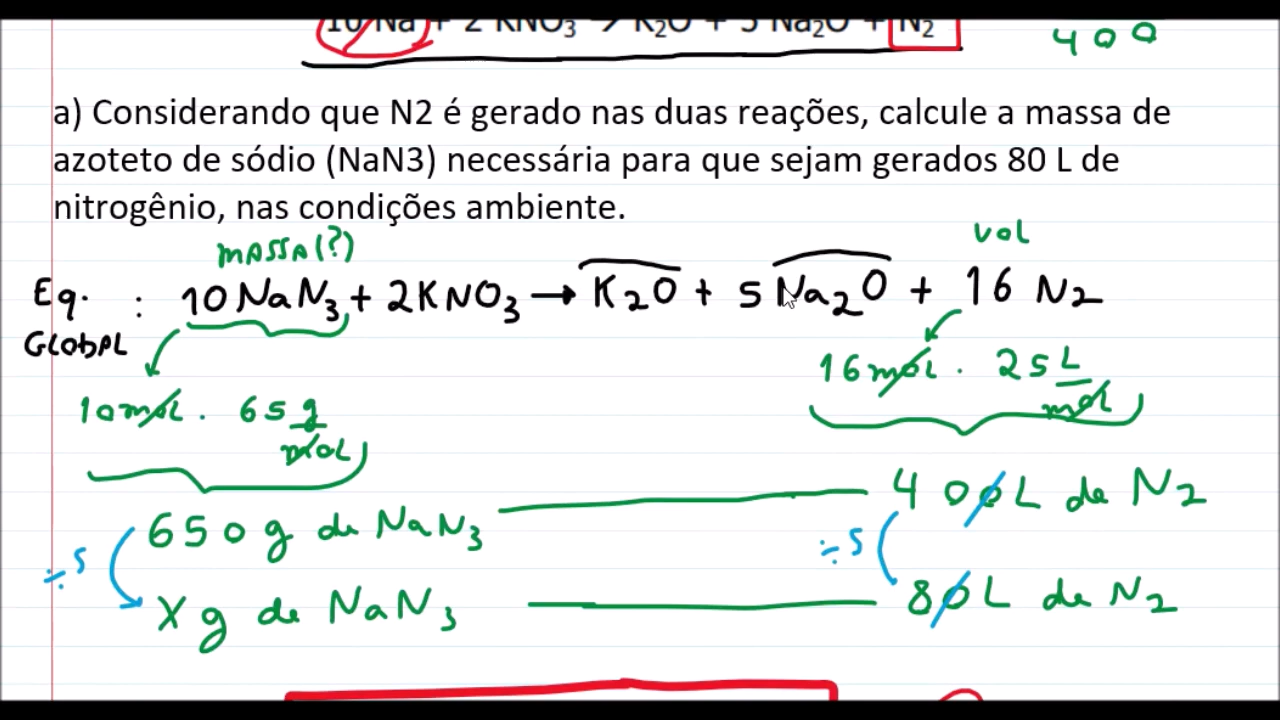 10 Na + 2 KNO₃ → K₂O + 5 Na₂O + N₂
400
a) Considerando que N2 é gerado nas duas reações, calcule a massa de
azoteto de sódio (NaN3) necessária para que sejam gerados 80 L de
nitrogênio, nas condições ambiente.
MASSA(?)
vol
Eq. : 10 NaN₃ + 2KNO₃ → K₂O + 5 Na₂O + 16 N₂
GLOBAL
16 mol . 25 L/mol
10 mol . 65 g/mol
400 L de N₂
650 g de NaN₃
÷5 ÷5
X g de NaN₃
80 L de N₂